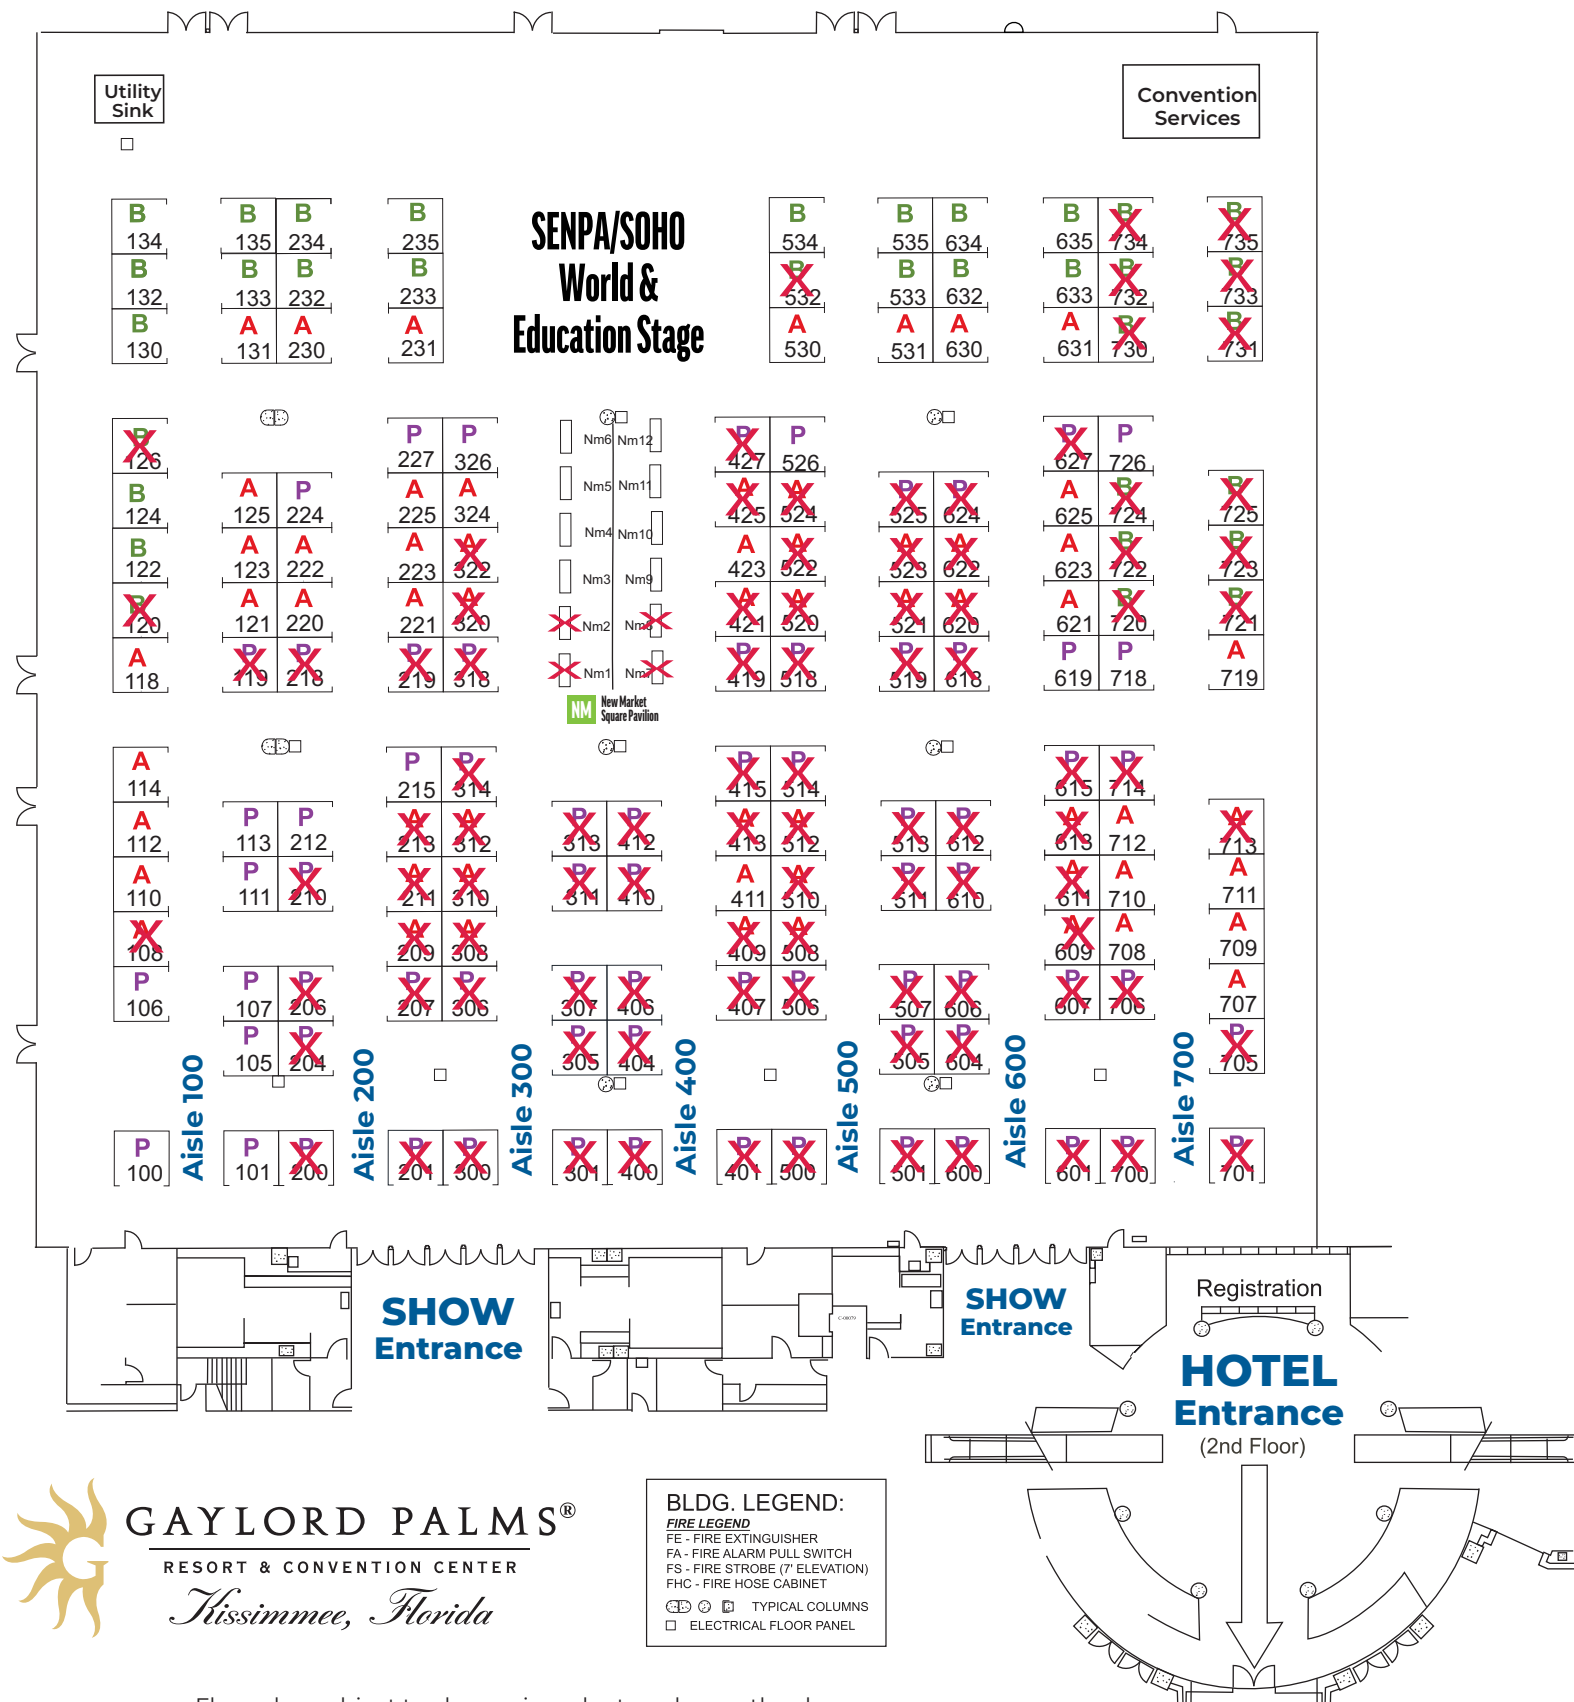 Utility
Sink
Convention
Services
B B B B B B B B B B B
134 135 234 235 534 535 634 635 734 735
SENPA/SOHO
World &
Education Stage
B B B B B B B B B B
132 133 232 233 532 533 632 633 732 733
B A A A A A A A B B
130 131 230 231 530 531 630 631 730 731
B P P P P P P
126 227 326 Nm6 Nm12 427 526 627 726
B A P A A A A P P A B B
124 125 224 225 324 Nm5 Nm11 425 524 525 624 625 724 725
B A A A A A A A A A B B
122 123 222 223 322 Nm4 Nm10 423 522 523 622 623 722 723
Nm3 Nm9
B A A A A A A A A A B B
120 121 220 221 320 Nm2 Nm8 421 520 521 620 621 720 721
A P P P P P P P P P P A
118 119 218 219 318 Nm1 Nm7 419 518 519 618 619 718 719
NM New Market
Square Pavilion
A P P P P P P
114 215 314 415 514 615 714
A P P A A P P A A P P A A A
112 113 212 213 312 313 412 413 512 513 612 613 712 713
A P P A A P P A A P P A A A
110 111 210 211 310 311 410 411 510 511 610 611 710 711
A A A A A A A A
108 209 308 409 508 609 708 709
P P P P P P P P P P P P P A
106 107 206 207 306 307 406 407 506 507 606 607 706 707
P P P P P P P
105 204 305 404 505 604 705
Aisle 100
Aisle 200
Aisle 300
Aisle 400
Aisle 500
Aisle 600
Aisle 700
P P P P P P P P P P P P P P
100 101 200 201 300 301 400 401 500 501 600 601 700 701
SHOW
Entrance
SHOW
Entrance
Registration
HOTEL
Entrance
(2nd Floor)
GAYLORD PALMS®
RESORT & CONVENTION CENTER
Kissimmee, Florida
BLDG. LEGEND:
FIRE LEGEND
FE - FIRE EXTINGUISHER
FA - FIRE ALARM PULL SWITCH
FS - FIRE STROBE (7' ELEVATION)
FHC - FIRE HOSE CABINET
TYPICAL COLUMNS
ELECTRICAL FLOOR PANEL